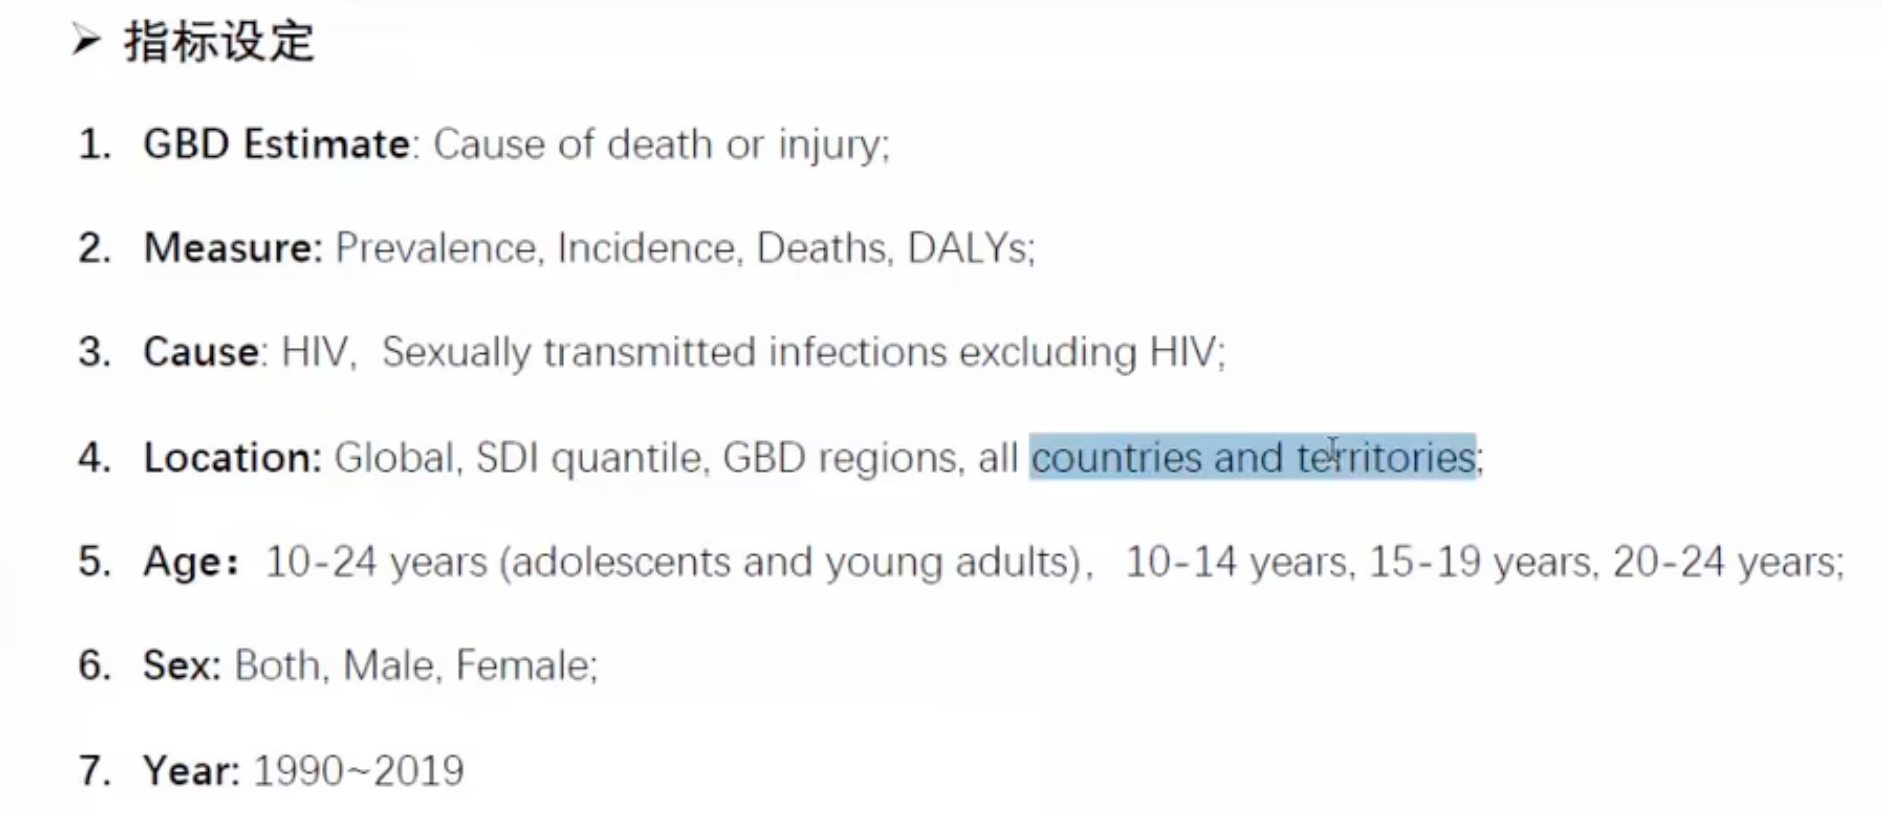 ➢ 指标设定
1. GBD Estimate: Cause of death or injury;
2. Measure: Prevalence, Incidence, Deaths, DALYs;
3. Cause: HIV, Sexually transmitted infections excluding HIV;
4. Location: Global, SDI quantile, GBD regions, all countries and territories;
5. Age：10-24 years (adolescents and young adults)， 10-14 years, 15-19 years, 20-24 years;
6. Sex: Both, Male, Female;
7. Year: 1990~2019